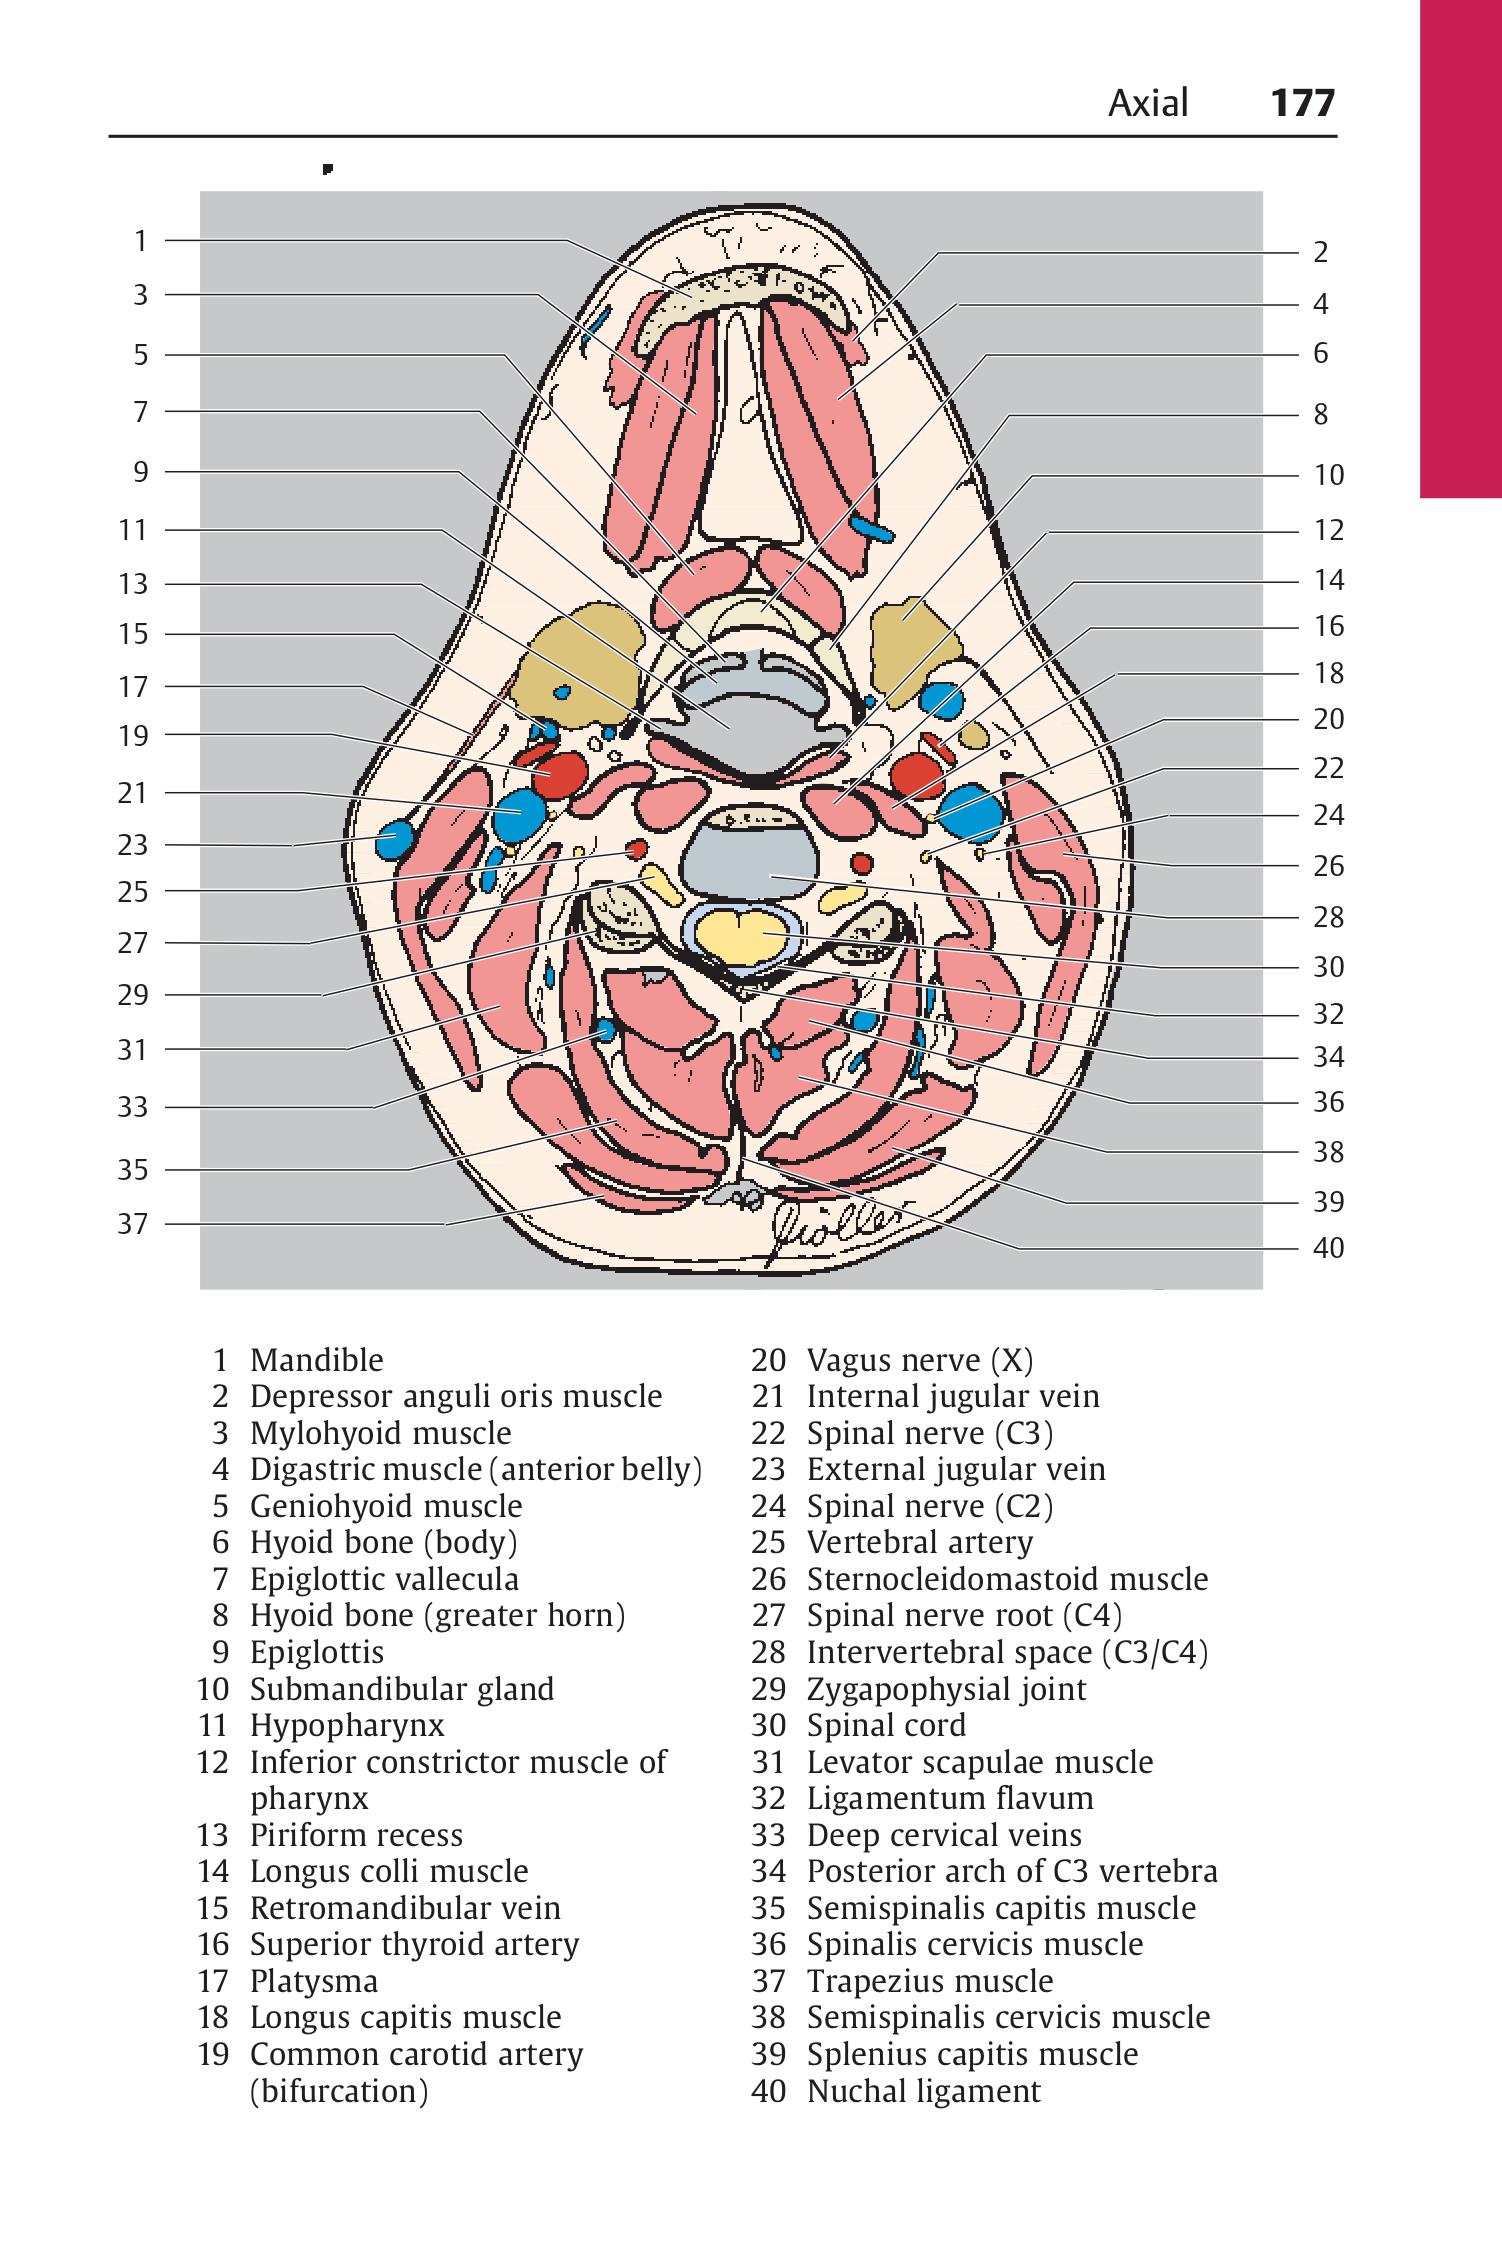 Axial 177
1
2
3
4
5
6
7
8
9
10
11
12
13
14
15
16
17
18
19
20
21
22
23
24
25
26
27
28
29
30
31
32
33
34
35
36
37
38
39
40
1 Mandible
2 Depressor anguli oris muscle
3 Mylohyoid muscle
4 Digastric muscle (anterior belly)
5 Geniohyoid muscle
6 Hyoid bone (body)
7 Epiglottic vallecula
8 Hyoid bone (greater horn)
9 Epiglottis
10 Submandibular gland
11 Hypopharynx
12 Inferior constrictor muscle of
pharynx
13 Piriform recess
14 Longus colli muscle
15 Retromandibular vein
16 Superior thyroid artery
17 Platysma
18 Longus capitis muscle
19 Common carotid artery
(bifurcation)
20 Vagus nerve (X)
21 Internal jugular vein
22 Spinal nerve (C3)
23 External jugular vein
24 Spinal nerve (C2)
25 Vertebral artery
26 Sternocleidomastoid muscle
27 Spinal nerve root (C4)
28 Intervertebral space (C3/C4)
29 Zygapophysial joint
30 Spinal cord
31 Levator scapulae muscle
32 Ligamentum flavum
33 Deep cervical veins
34 Posterior arch of C3 vertebra
35 Semispinalis capitis muscle
36 Spinalis cervicis muscle
37 Trapezius muscle
38 Semispinalis cervicis muscle
39 Splenius capitis muscle
40 Nuchal ligament